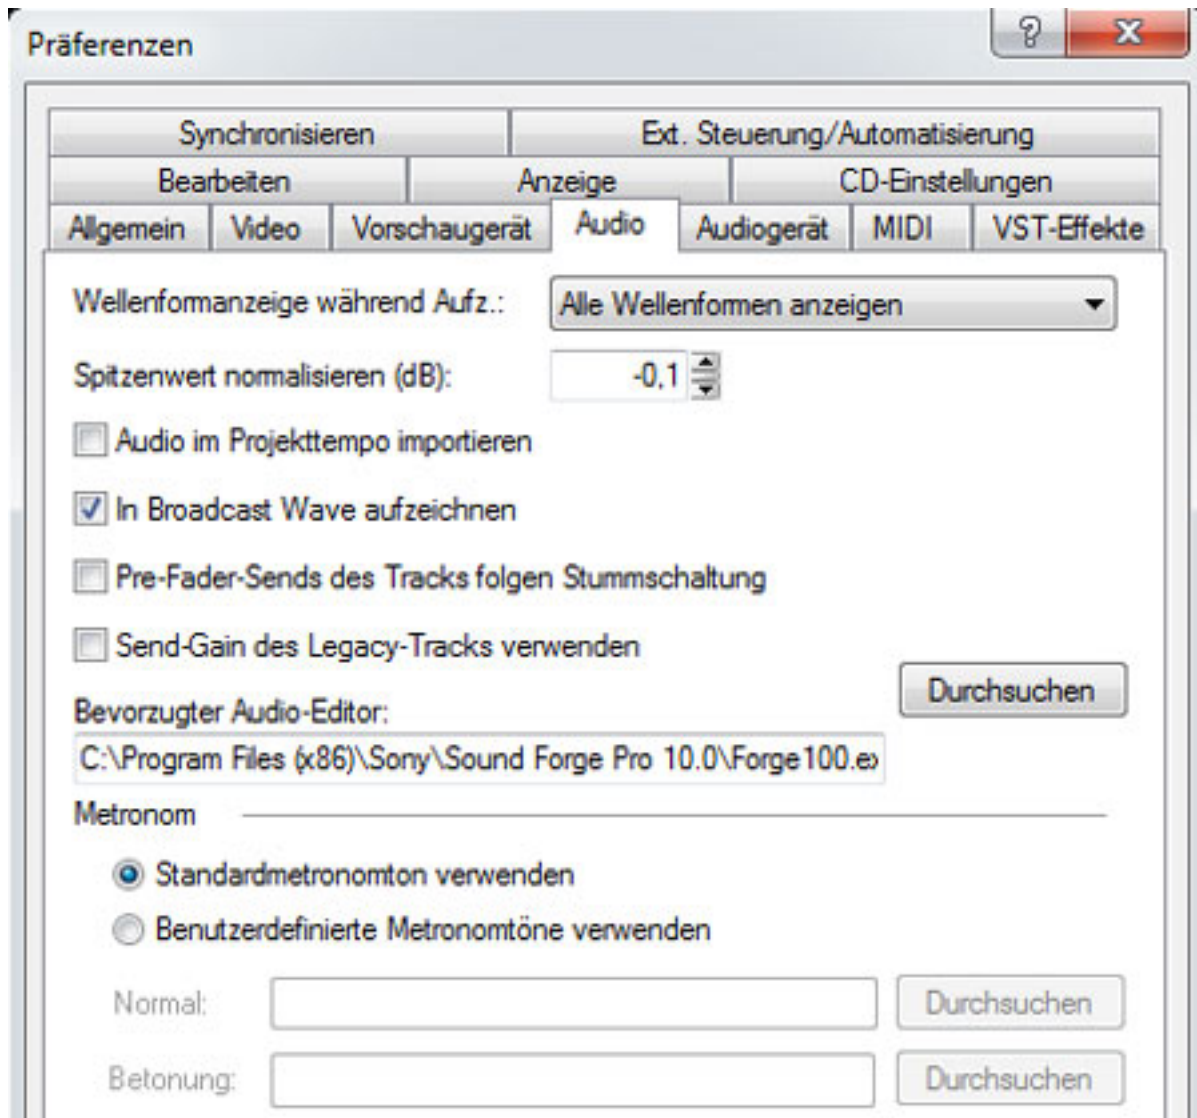 Präferenzen
Synchronisieren Ext. Steuerung/Automatisierung
Bearbeiten Anzeige CD-Einstellungen
Allgemein Video Vorschaugerät Audio Audiogerät MIDI VST-Effekte
Wellenformanzeige während Aufz.: Alle Wellenformen anzeigen
Spitzenwert normalisieren (dB): -0,1
Audio im Projekttempo importieren
In Broadcast Wave aufzeichnen
Pre-Fader-Sends des Tracks folgen Stummschaltung
Send-Gain des Legacy-Tracks verwenden
Durchsuchen
Bevorzugter Audio-Editor:
C:\Program Files (x86)\Sony\Sound Forge Pro 10.0\Forge100.ex
Metronom
Standardmetronomton verwenden
Benutzerdefinierte Metronomtöne verwenden
Normal: Durchsuchen
Betonung: Durchsuchen